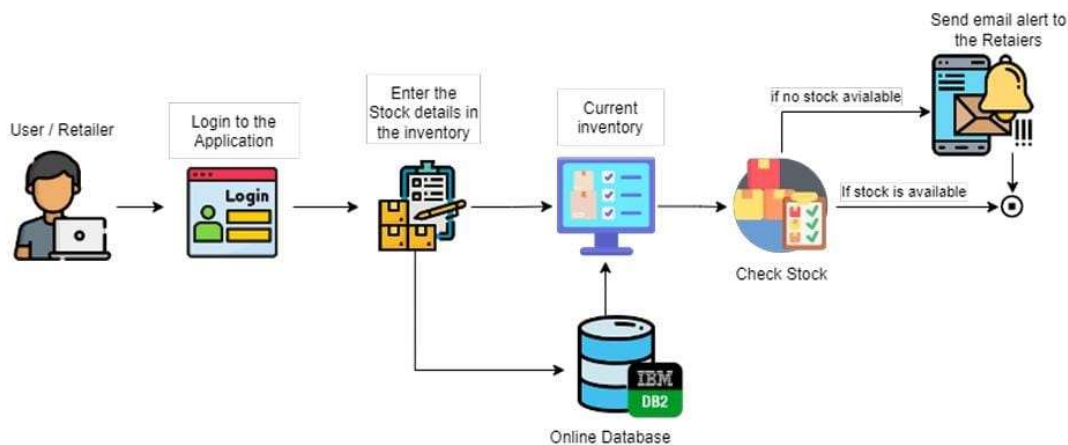 Send email alert to
the Retaiers
Enter the
Stock details in
the inventory
if no stock avialable
Current
inventory
Login to the
Application
User / Retailer
Login
If stock is available
!!!
Check Stock
IBM
DB2
Online Database